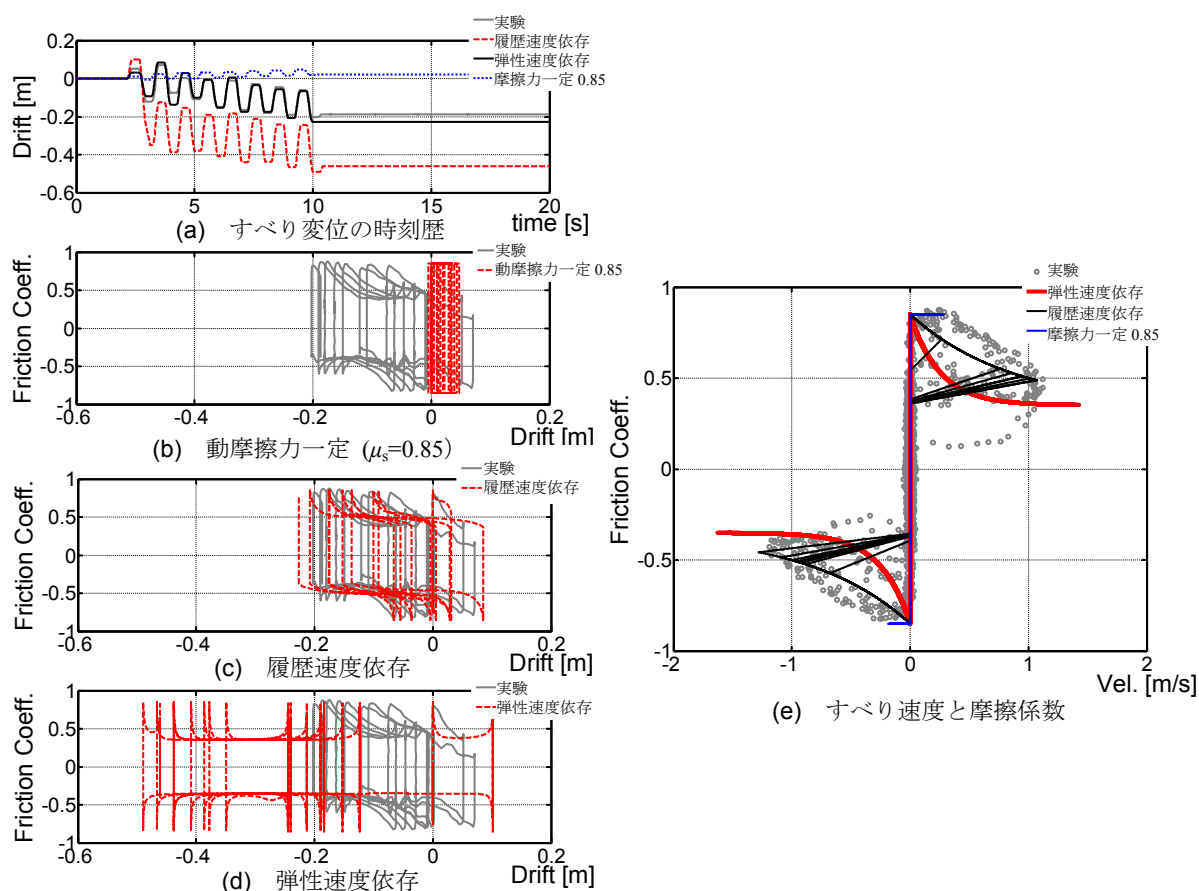 実験
履歴速度依存
弾性速度依存
摩擦力一定 0.85
0.2
0
-0.2
-0.4
-0.6
Drift [m]
0
5
10
15
20
time [s]
(a) すべり変位の時刻歴
実験
動摩擦力一定 0.85
1
0.5
0
-0.5
-1
Friction Coeff.
-0.6
-0.4
-0.2
0
0.2
Drift [m]
(b) 動摩擦力一定 (μs=0.85)
実験
履歴速度依存
1
0.5
0
-0.5
-1
Friction Coeff.
-0.6
-0.4
-0.2
0
0.2
Drift [m]
(c) 履歴速度依存
実験
弾性速度依存
1
0.5
0
-0.5
-1
Friction Coeff.
-0.6
-0.4
-0.2
0
0.2
Drift [m]
(d) 弾性速度依存
実験
弾性速度依存
履歴速度依存
摩擦力一定 0.85
1
0.5
0
-0.5
-1
Friction Coeff.
-2
-1
0
1
2
Vel. [m/s]
(e) すべり速度と摩擦係数